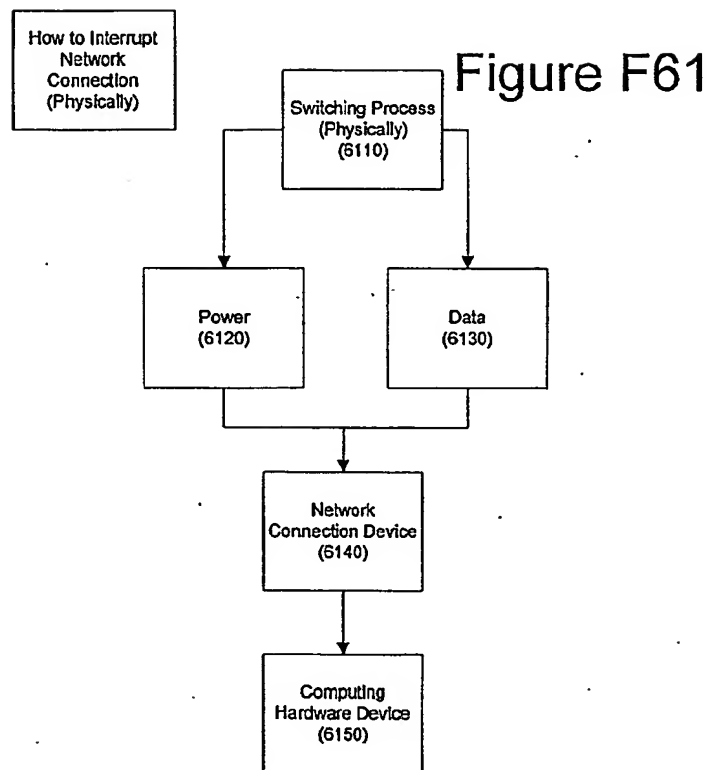 How to Interrupt
Network
Connection
(Physically)
Figure F61
Switching Process
(Physically)
(6110)
Power
(6120)
Data
(6130)
Network
Connection Device
(6140)
Computing
Hardware Device
(6150)